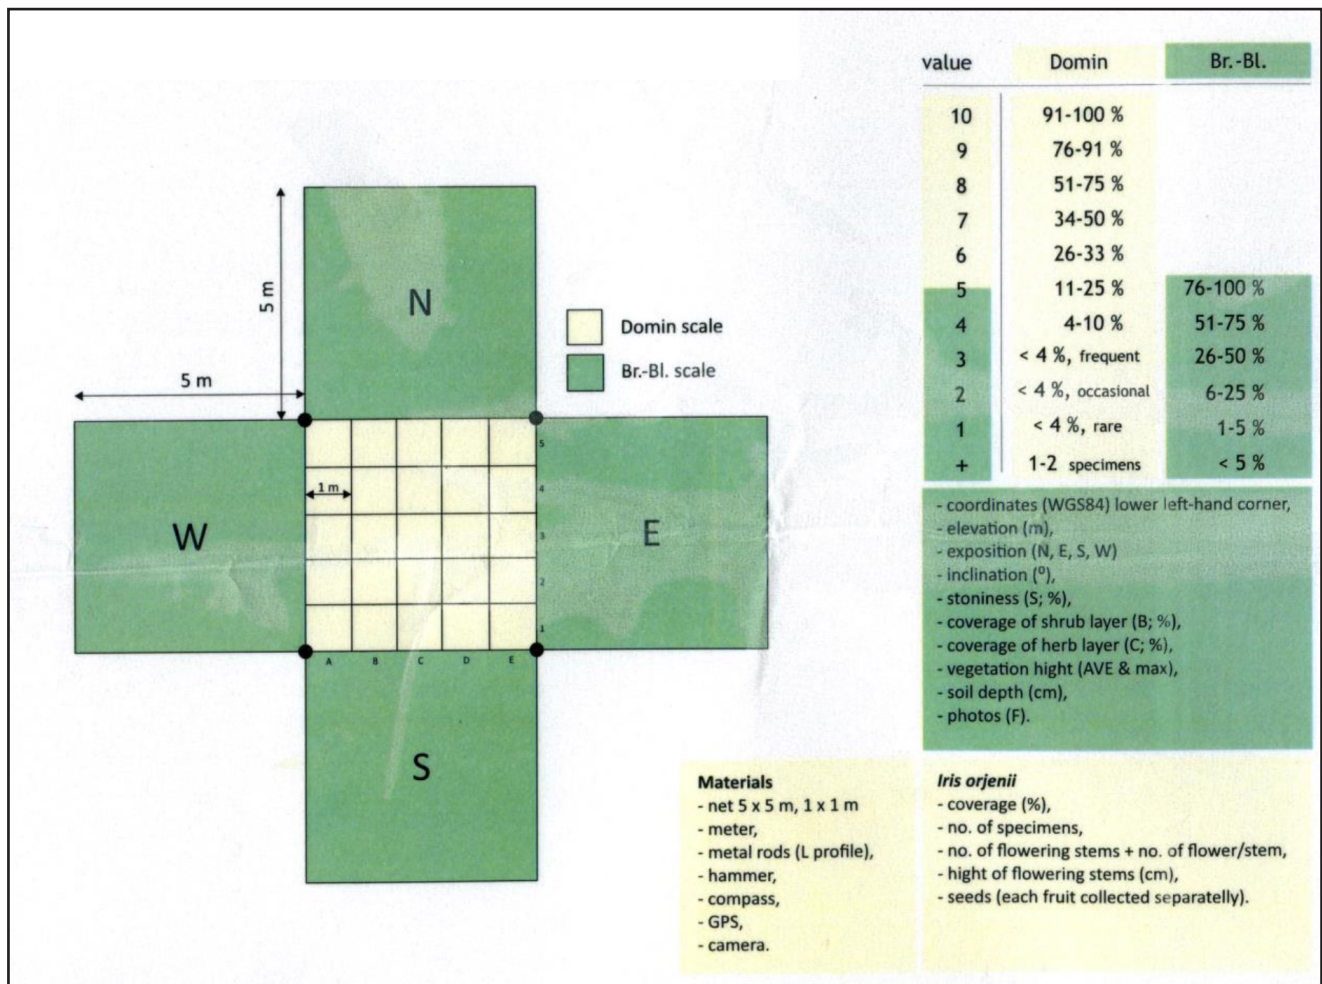 value Domin Br.-Bl.
10 91-100 %
9 76-91 %
8 51-75 %
7 34-50 %
6 26-33 %
5 11-25 % 76-100 %
4 4-10 % 51-75 %
3 < 4 %, frequent 26-50 %
2 < 4 %, occasional 6-25 %
1 < 4 %, rare 1-5 %
+ 1-2 specimens < 5 %
5 m
N
Domin scale
Br.-Bl. scale
5 m
W
1 m
5
4
3
2
1
E
A B C D E
S
- coordinates (WGS84) lower left-hand corner,
- elevation (m),
- exposition (N, E, S, W)
- inclination (º),
- stoniness (S; %),
- coverage of shrub layer (B; %),
- coverage of herb layer (C; %),
- vegetation hight (AVE & max),
- soil depth (cm),
- photos (F).
Materials
- net 5 x 5 m, 1 x 1 m
- meter,
- metal rods (L profile),
- hammer,
- compass,
- GPS,
- camera.
Iris orjenii
- coverage (%),
- no. of specimens,
- no. of flowering stems + no. of flower/stem,
- hight of flowering stems (cm),
- seeds (each fruit collected separatelly).